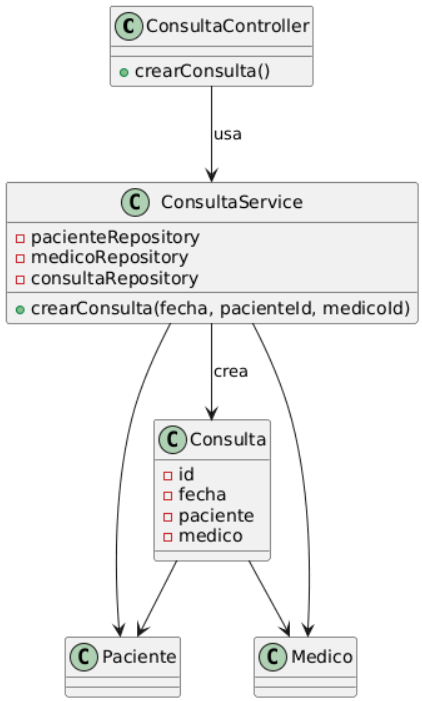 C ConsultaController
crearConsulta()
usa
C ConsultaService
pacienteRepository
medicoRepository
consultaRepository
crearConsulta(fecha, pacienteId, medicoId)
crea
C Consulta
id
fecha
paciente
medico
C Paciente
C Medico